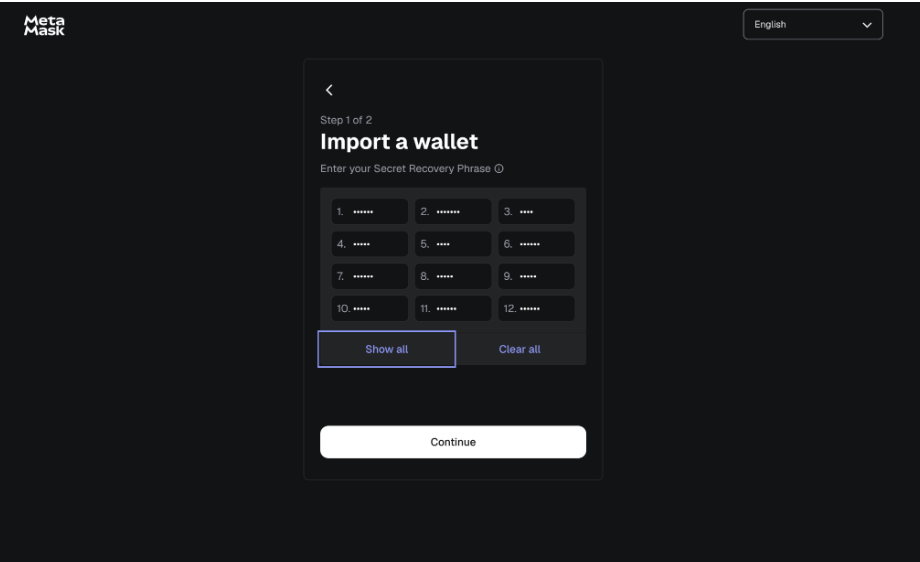 Meta
Mask
English
Step 1 of 2
Import a wallet
Enter your Secret Recovery Phrase
1. ••••••
2. •••••••
3. ••••
4. •••••
5. ••••
6. ••••••
7. ••••••
8. •••••
9. •••••
10. •••••
11. ••••••
12. ••••••
Show all
Clear all
Continue